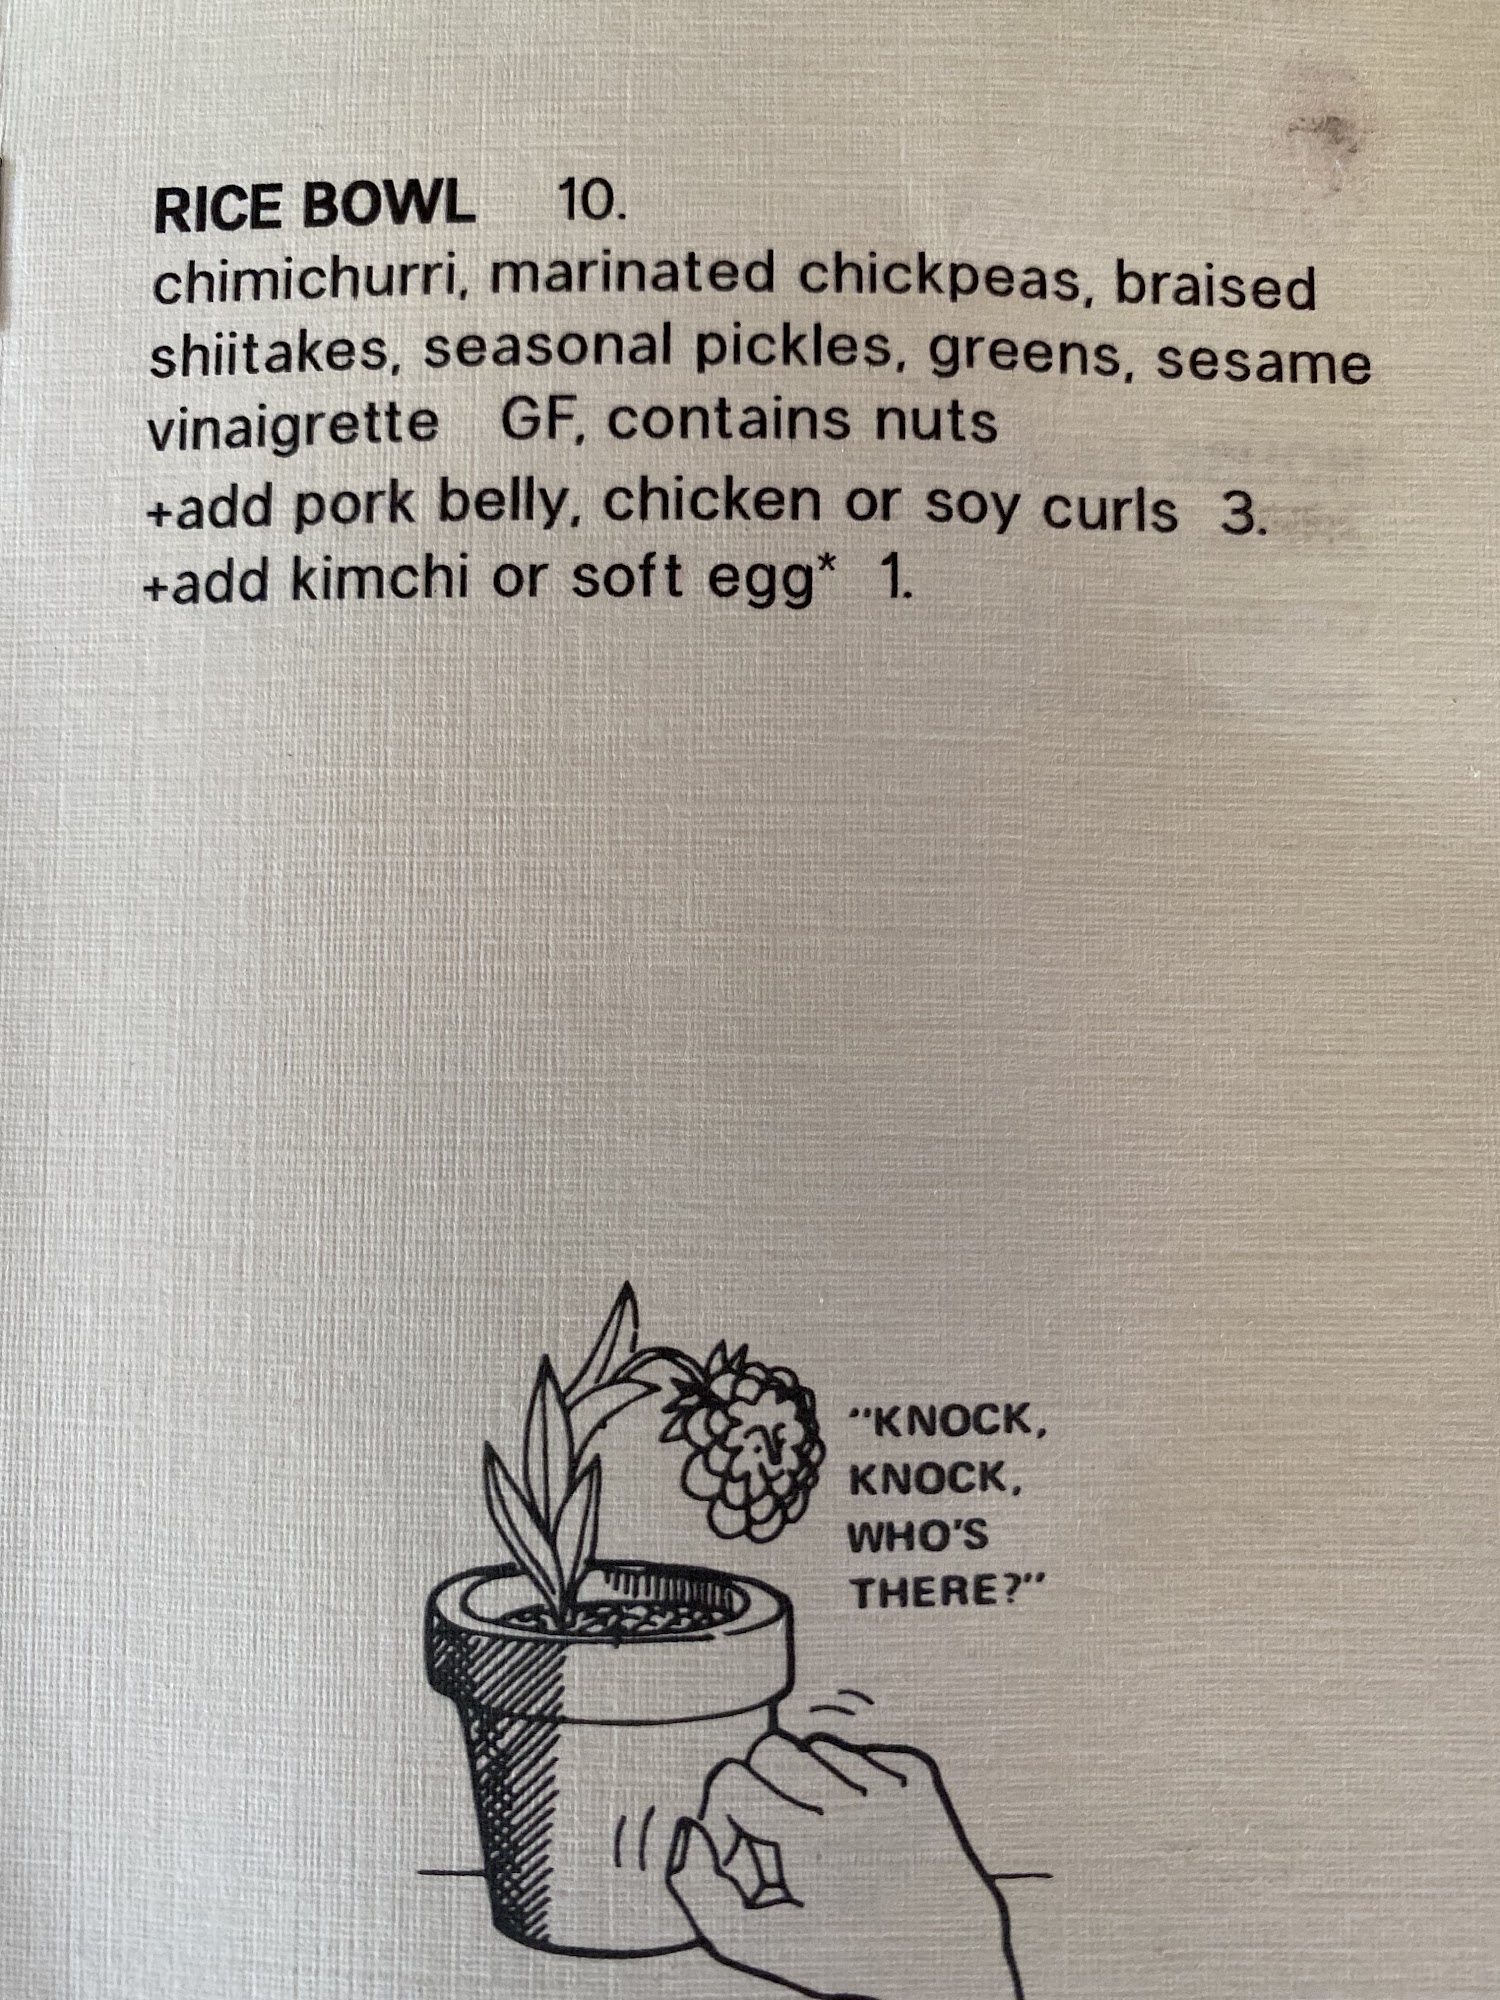 RICE BOWL 10.
chimichurri, marinated chickpeas, braised
shiitakes, seasonal pickles, greens, sesame
vinaigrette GF, contains nuts
+add pork belly, chicken or soy curls 3.
+add kimchi or soft egg* 1.
"KNOCK,
KNOCK,
WHO'S
THERE?"